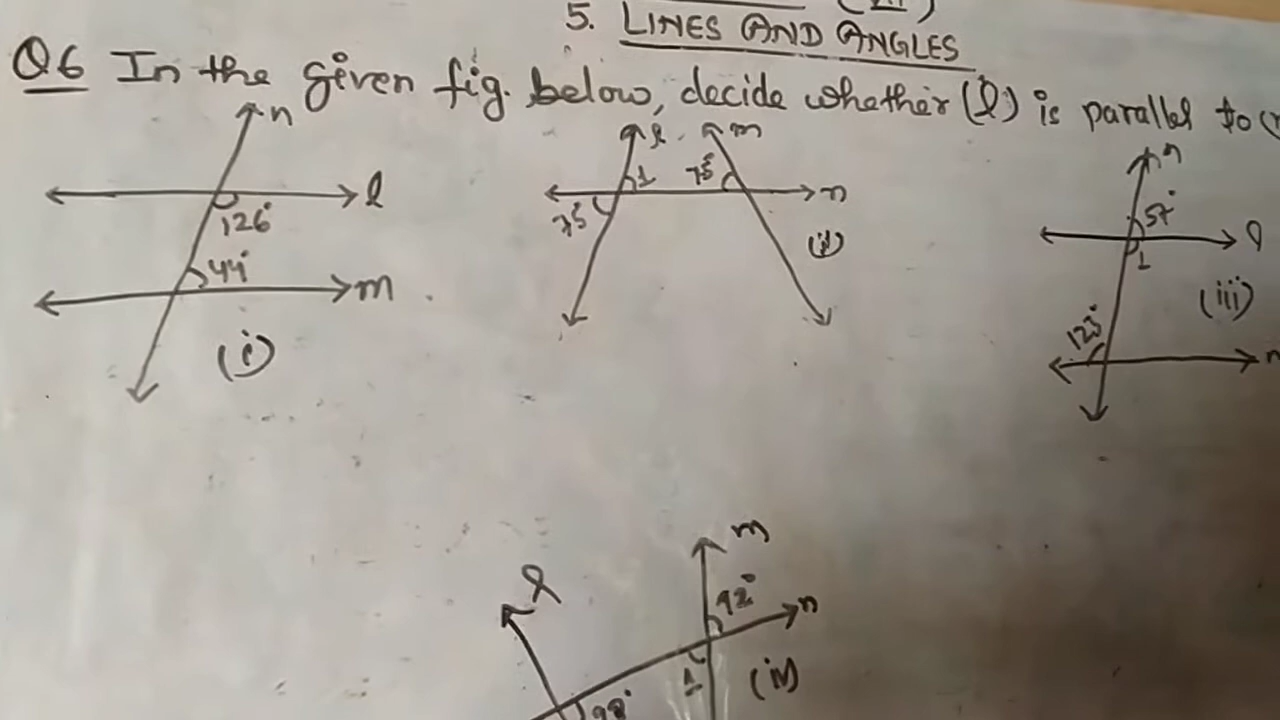 5. LINES AND ANGLES
Q6 In the given fig. below, decide whether (l) is parallel to
n
l
126°
44°
m
(i)
l
m
1
75°
n
75°
(ii)
n
57°
l
1
(iii)
123°
m
92°
n
l
1
(iv)
98°